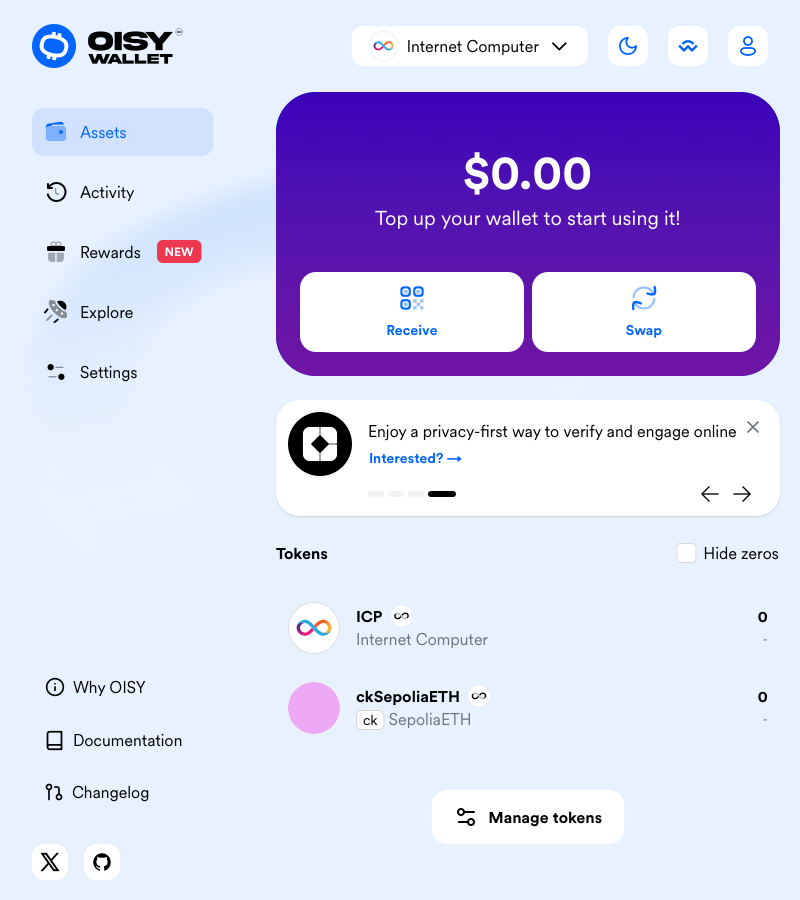 OISY
WALLET
Internet Computer
Assets
Activity
Rewards NEW
Explore
Settings
$0.00
Top up your wallet to start using it!
Receive
Swap
Enjoy a privacy-first way to verify and engage online
Interested? →
Tokens
Hide zeros
ICP
0
Internet Computer
-
ckSepoliaETH
0
ck SepoliaETH
-
Manage tokens
Why OISY
Documentation
Changelog